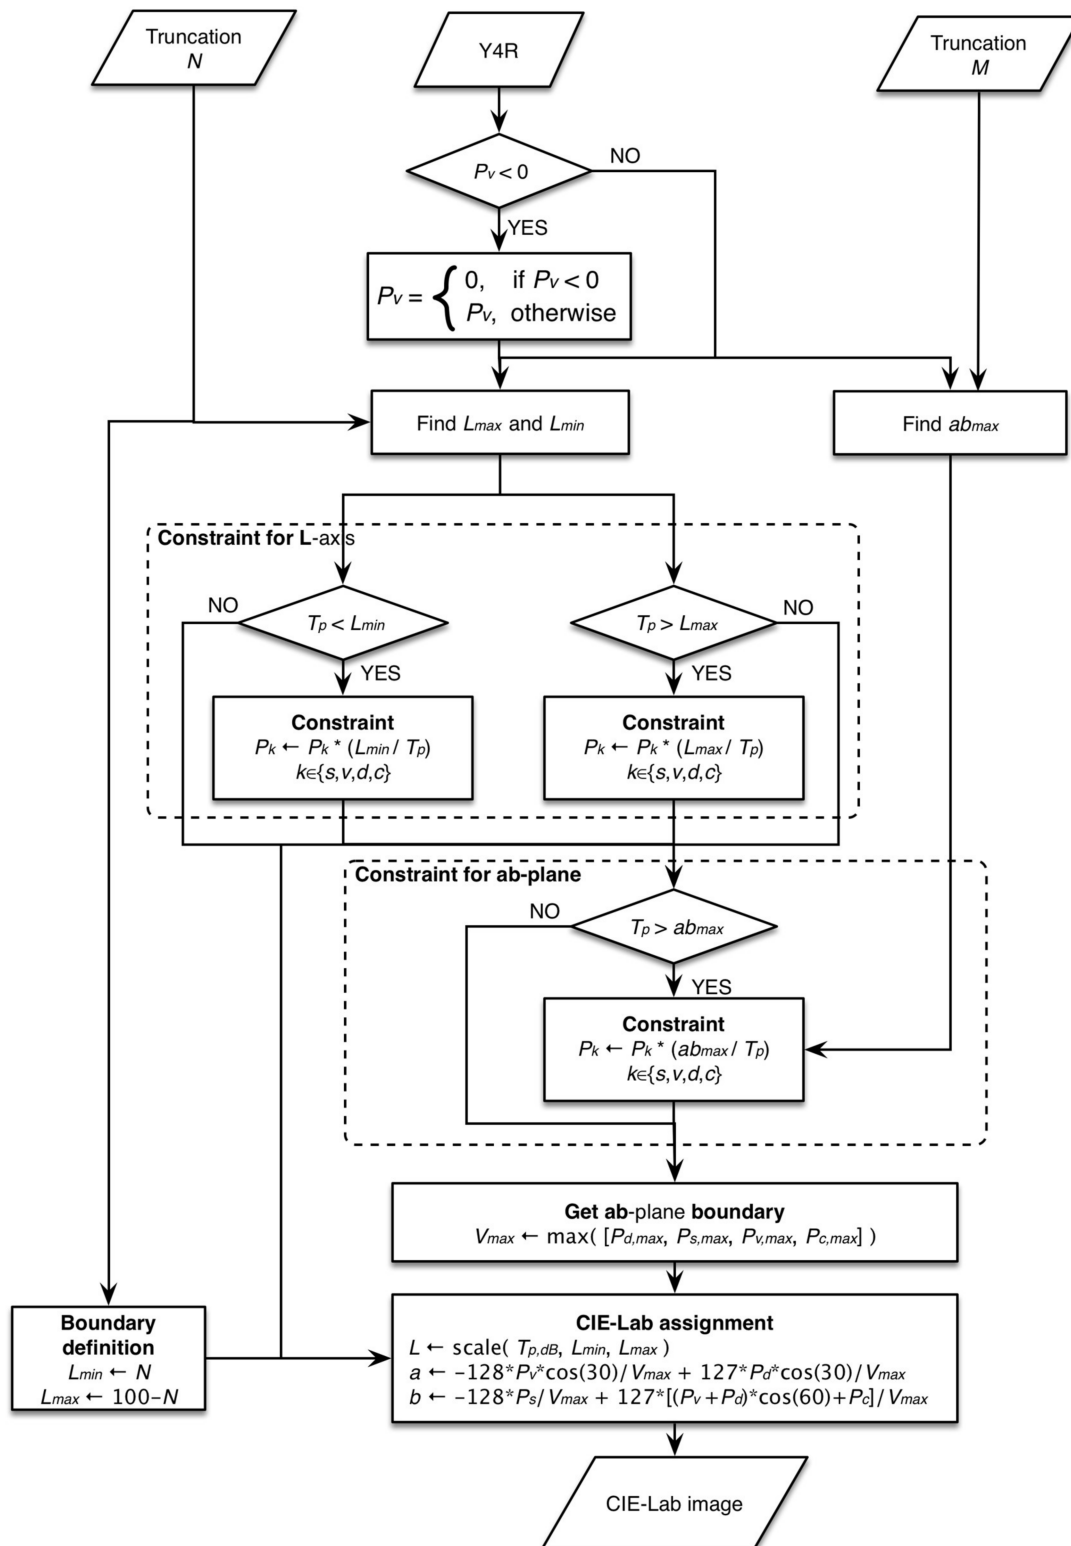 Truncation
N
Y4R
Truncation
M
Pv < 0
NO
YES
Pv = { 0, if Pv < 0
Pv, otherwise
Find Lmax and Lmin
Find abmax
Constraint for L-axis
NO
Tp < Lmin
Tp > Lmax
NO
YES
YES
Constraint
Pk ← Pk * (Lmin / Tp)
k∈{s,v,d,c}
Constraint
Pk ← Pk * (Lmax / Tp)
k∈{s,v,d,c}
Constraint for ab-plane
NO
Tp > abmax
YES
Constraint
Pk ← Pk * (abmax / Tp)
k∈{s,v,d,c}
Get ab-plane boundary
Vmax ← max( [Pd,max, Ps,max, Pv,max, Pc,max] )
Boundary
definition
Lmin ← N
Lmax ← 100-N
CIE-Lab assignment
L ← scale( Tp,dB, Lmin, Lmax )
a ← -128*Pv*cos(30)/Vmax + 127*Pd*cos(30)/Vmax
b ← -128*Ps/Vmax + 127*[(Pv+Pd)*cos(60)+Pc]/Vmax
CIE-Lab image